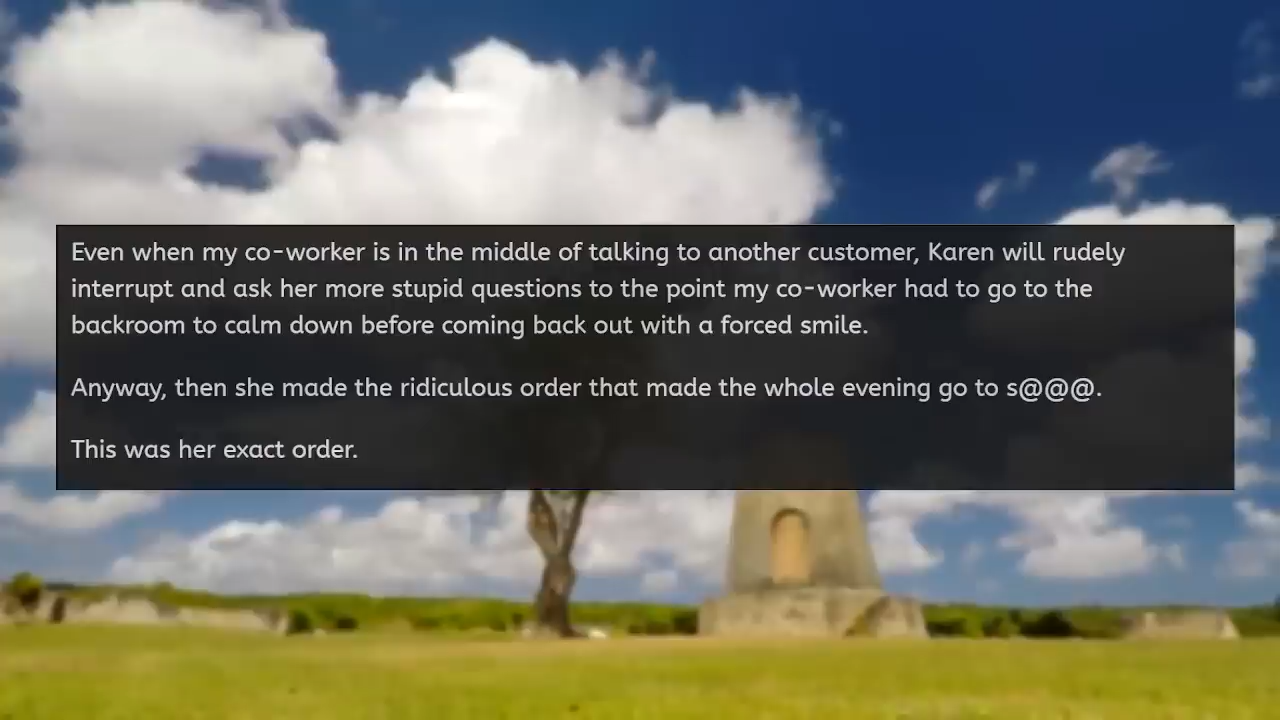 Even when my co-worker is in the middle of talking to another customer, Karen will rudely
interrupt and ask her more stupid questions to the point my co-worker had to go to the
backroom to calm down before coming back out with a forced smile.
Anyway, then she made the ridiculous order that made the whole evening go to s@@@.
This was her exact order.